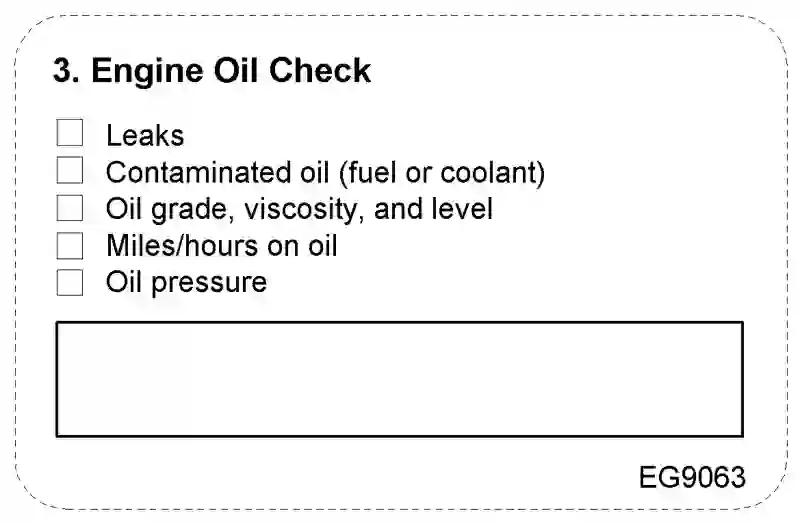 3. Engine Oil Check
Leaks
Contaminated oil (fuel or coolant)
Oil grade, viscosity, and level
Miles/hours on oil
Oil pressure
EG9063